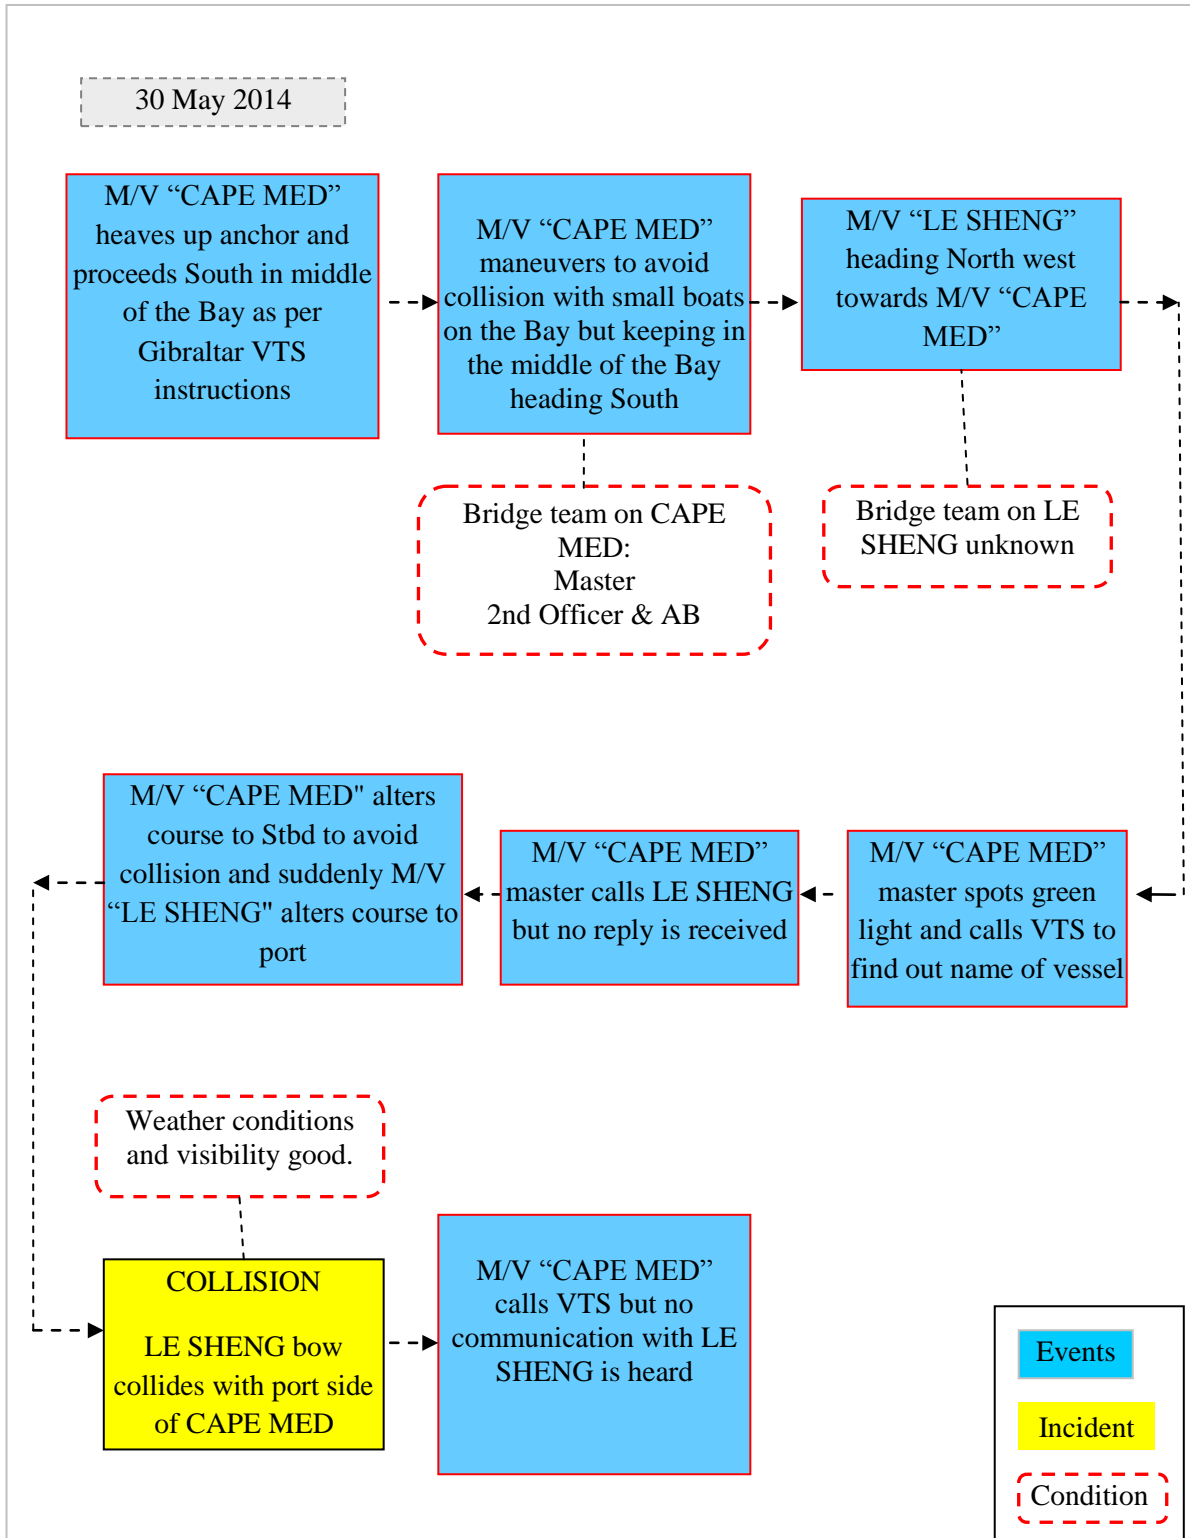 30 May 2014
M/V “CAPE MED”
heaves up anchor and
proceeds South in middle
of the Bay as per
Gibraltar VTS
instructions
M/V “CAPE MED”
maneuvers to avoid
collision with small boats
on the Bay but keeping in
the middle of the Bay
heading South
M/V “LE SHENG”
heading North west
towards M/V “CAPE
MED”
Bridge team on CAPE
MED:
Master
2nd Officer & AB
Bridge team on LE
SHENG unknown
M/V “CAPE MED"
master spots green
light and calls VTS to
find out name of vessel
M/V “CAPE MED”
master calls LE SHENG
but no reply is received
M/V “CAPE MED" alters
course to Stbd to avoid
collision and suddenly M/V
“LE SHENG" alters course to
port
Weather conditions
and visibility good.
COLLISION
LE SHENG bow
collides with port side
of CAPE MED
M/V “CAPE MED”
calls VTS but no
communication with LE
SHENG is heard
Events
Incident
Condition